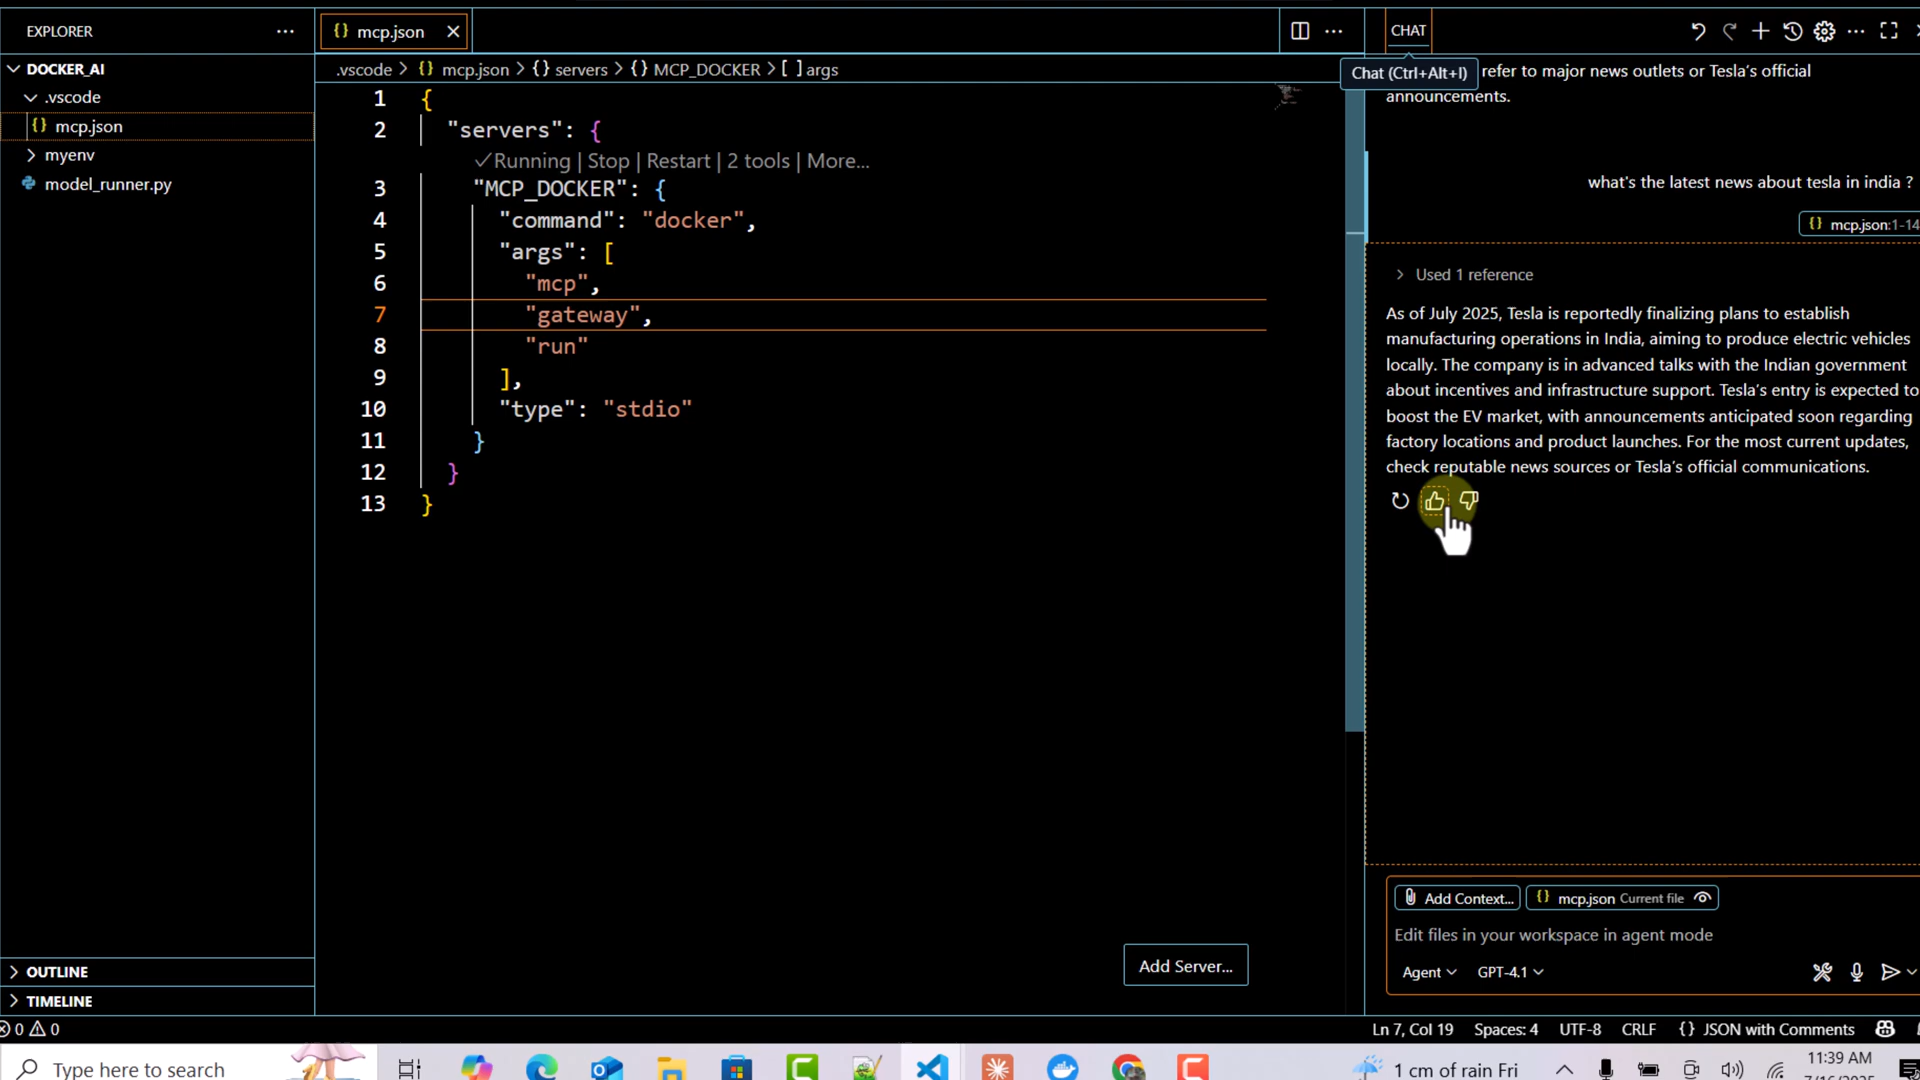 EXPLORER
DOCKER_AI
.vscode
mcp.json
myenv
model_runner.py
OUTLINE
TIMELINE
mcp.json
.vscode > {} mcp.json > {} servers > {} MCP_DOCKER > [ ] args
1 {
2 "servers": {
✓Running | Stop | Restart | 2 tools | More...
3 "MCP_DOCKER": {
4 "command": "docker",
5 "args": [
6 "mcp",
7 "gateway",
8 "run"
9 ],
10 "type": "stdio"
11 }
12 }
13 }
Add Server...
CHAT
Chat (Ctrl+Alt+I)
refer to major news outlets or Tesla's official
announcements.
what's the latest news about tesla in india ?
{} mcp.json:1-14
Used 1 reference
As of July 2025, Tesla is reportedly finalizing plans to establish
manufacturing operations in India, aiming to produce electric vehicles
locally. The company is in advanced talks with the Indian government
about incentives and infrastructure support. Tesla's entry is expected to
boost the EV market, with announcements anticipated soon regarding
factory locations and product launches. For the most current updates,
check reputable news sources or Tesla's official communications.
Add Context...
{} mcp.json Current file
Edit files in your workspace in agent mode
Agent
GPT-4.1
0 0
Ln 7, Col 19 Spaces: 4 UTF-8 CRLF {} JSON with Comments
Type here to search
1 cm of rain Fri
11:39 AM